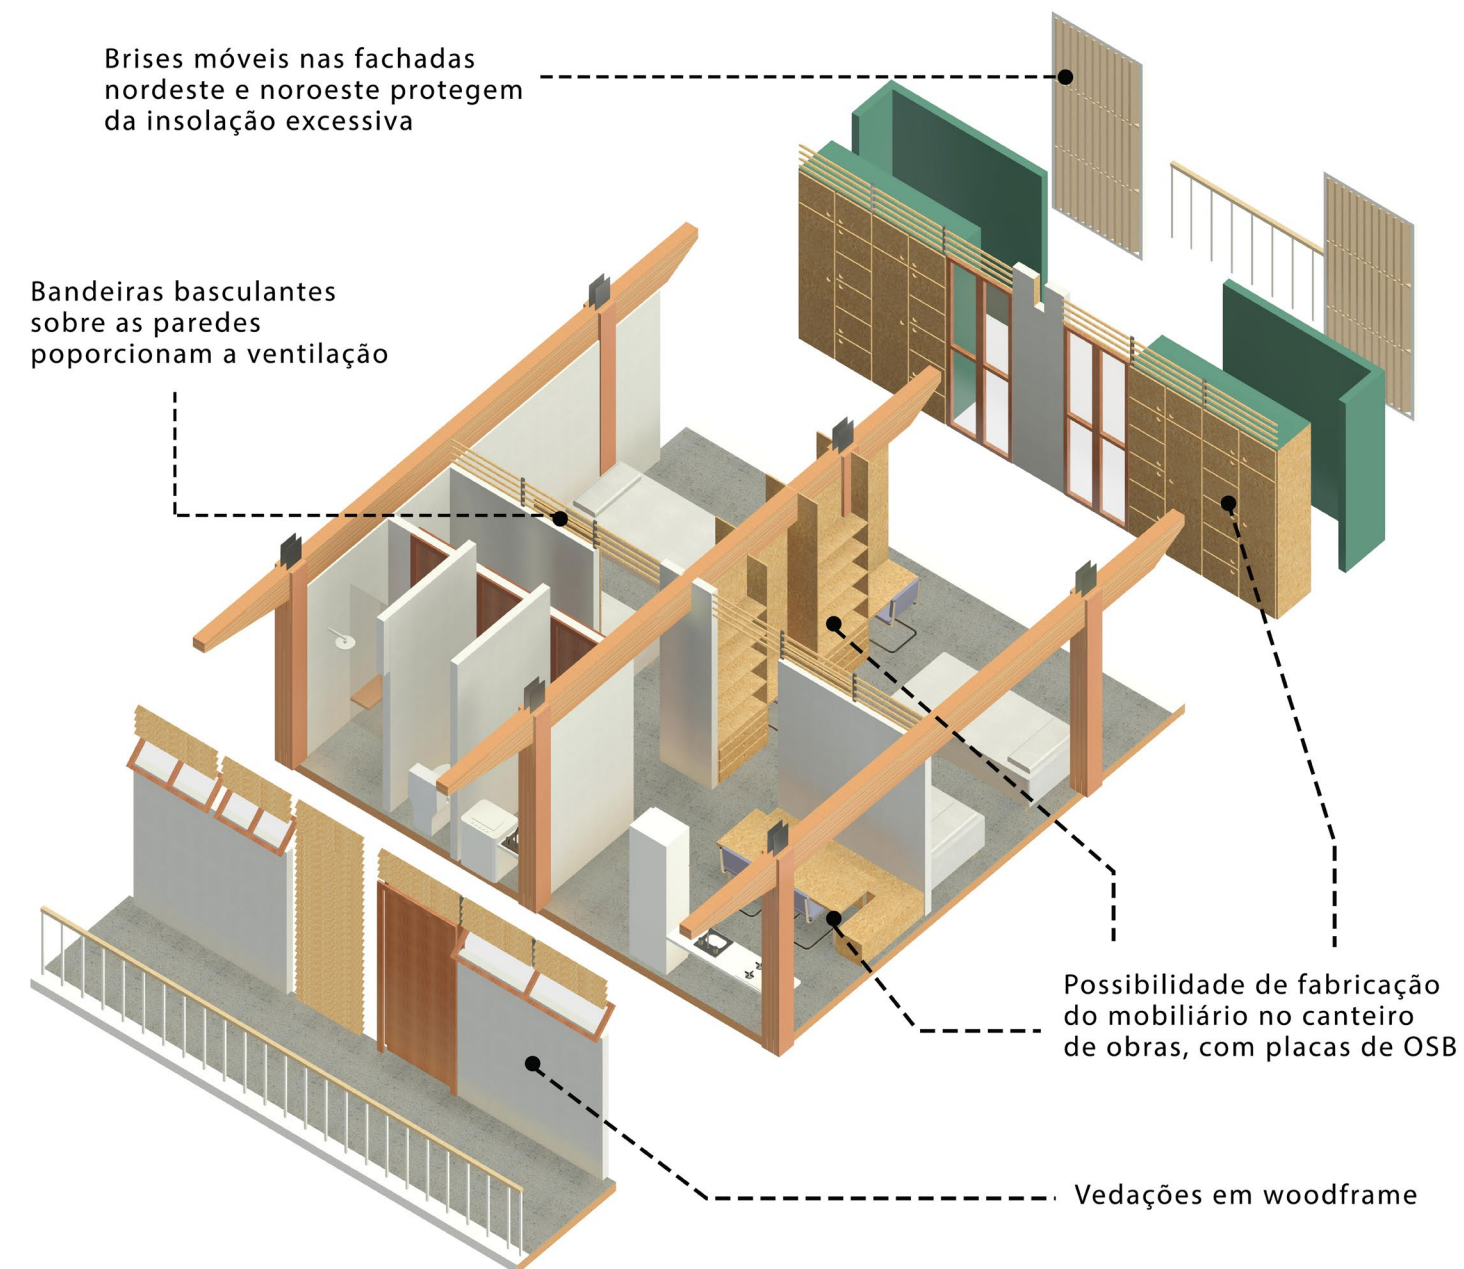 Brises móveis nas fachadas
nordeste e noroeste protegem
da insolação excessiva
Bandeiras basculantes
sobre as paredes
poporcionam a ventilação
Possibilidade de fabricação
do mobiliário no canteiro
de obras, com placas de OSB
Vedações em woodframe